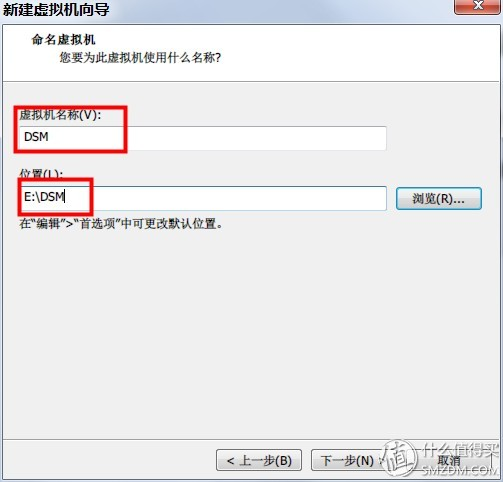 新建虚拟机向导
命名虚拟机
您要为此虚拟机使用什么名称?
虚拟机名称(V):
DSM
位置(L):
E:\DSM
浏览(R)...
在“编辑”>“首选项”中可更改默认位置。
< 上一步(B)
下一步(N) >
取消
值 什么值得买
SMZDM.COM